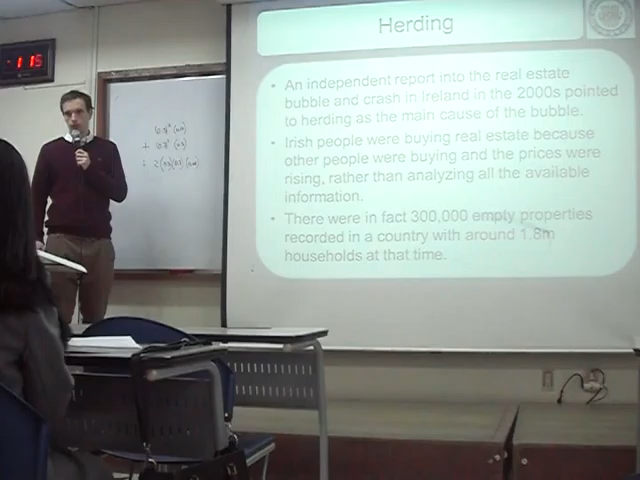 Herding
1:15
• An independent report into the real estate
bubble and crash in Ireland in the 2000s pointed
to herding as the main cause of the bubble.
• Irish people were buying real estate because
other people were buying and the prices were
rising, rather than analyzing all the available
information.
• There were in fact 300,000 empty properties
recorded in a country with around 1.8m
households at that time.